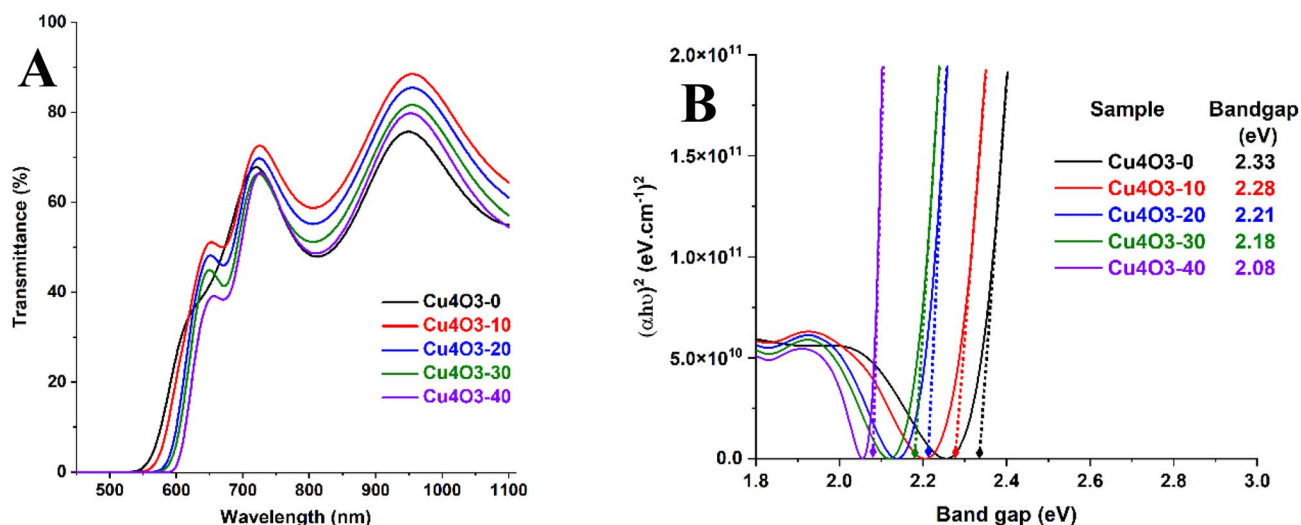 A
100
80
60
40
20
0
Transmittance (%)
500
600
700
800
900
1000
1100
Wavelength (nm)
Cu4O3-0
Cu4O3-10
Cu4O3-20
Cu4O3-30
Cu4O3-40
B
2.0×10¹¹
1.5×10¹¹
1.0×10¹¹
5.0×10¹⁰
0.0
(αhυ)² (eV.cm⁻¹)²
1.8
2.0
2.2
2.4
2.6
2.8
3.0
Band gap (eV)
Sample Bandgap
(eV)
Cu4O3-0 2.33
Cu4O3-10 2.28
Cu4O3-20 2.21
Cu4O3-30 2.18
Cu4O3-40 2.08